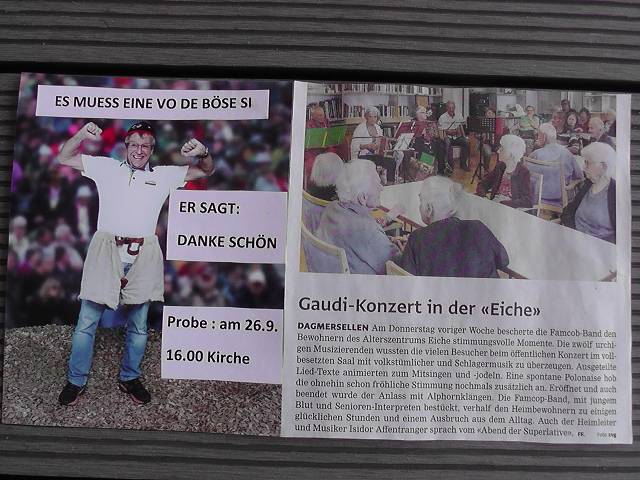 ES MUESS EINE VO DE BÖSE SI
ER SAGT:
DANKE SCHÖN
Probe : am 26.9.
16.00 Kirche
Gaudi-Konzert in der «Eiche»
DAGMERSELLEN Am Donnerstag voriger Woche bescherte die Famcob-Band den
Bewohnern des Alterszentrums Eiche stimmungsvolle Momente. Die zwölf urchi-
gen Musizierenden wussten die vielen Besucher beim öffentlichen Konzert im voll-
besetzten Saal mit volkstümlicher und Schlagermusik zu überzeugen. Ausgeteilte
Lied-Texte animierten zum Mitsingen und -jodeln. Eine spontane Polonaise hob
die ohnehin schon fröhliche Stimmung nochmals zusätzlich an. Eröffnet und auch
beendet wurde der Anlass mit Alphornklängen. Die Famcop-Band, mit jungem
Blut und Senioren-Interpreten bestückt, verhalf den Heimbewohnern zu einigen
glücklichen Stunden und einem Ausbruch aus dem Alltag. Auch der Heimleiter
und Musiker Isidor Affentranger sprach vom «Abend der Superlative». FF. Foto